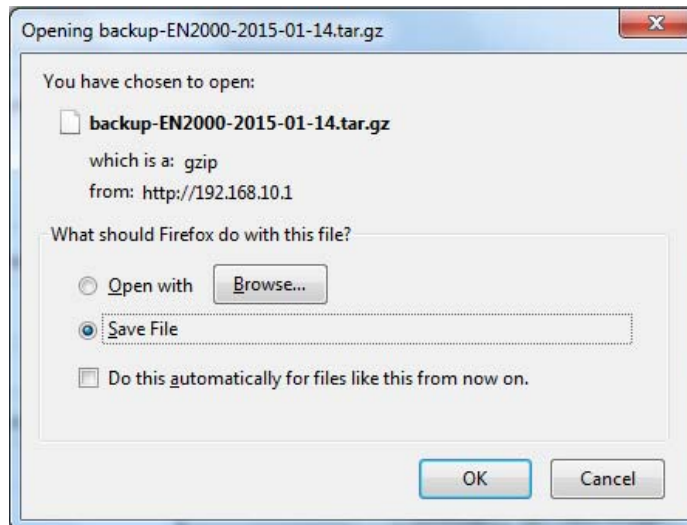 Opening backup-EN2000-2015-01-14.tar.gz
X
You have chosen to open:
backup-EN2000-2015-01-14.tar.gz
which is a: gzip
from: http://192.168.10.1
What should Firefox do with this file?
Open with Browse...
Save File
Do this automatically for files like this from now on.
OK Cancel